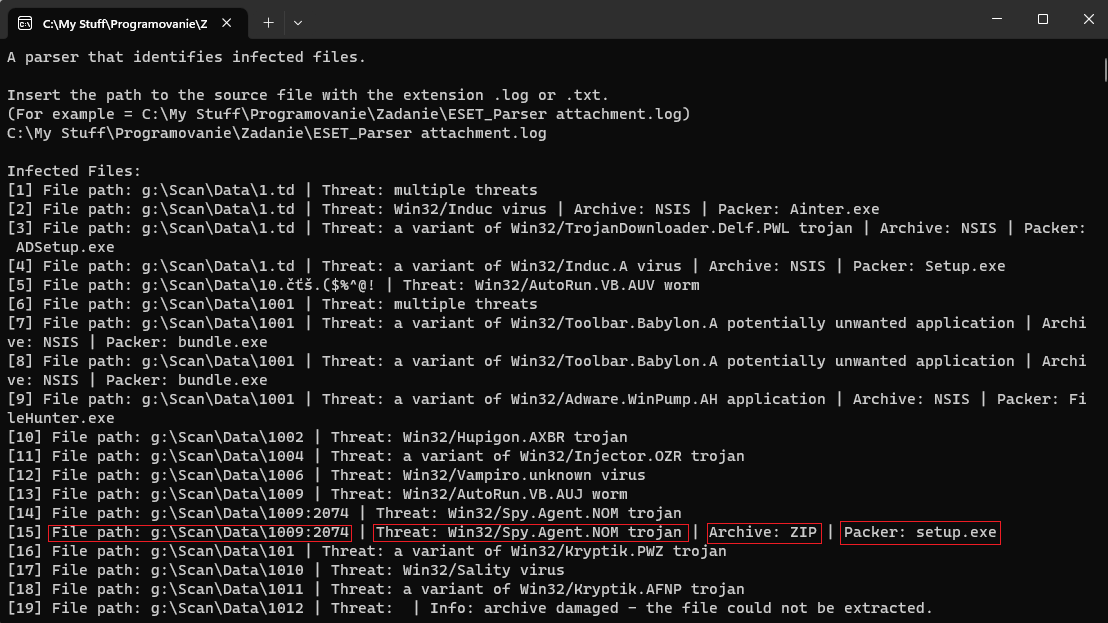 C:\My Stuff\Programovanie\Z
A parser that identifies infected files.
Insert the path to the source file with the extension .log or .txt.
(For example = C:\My Stuff\Programovanie\Zadanie\ESET_Parser attachment.log)
C:\My Stuff\Programovanie\Zadanie\ESET_Parser attachment.log
Infected Files:
[1] File path: g:\Scan\Data\1.td | Threat: multiple threats
[2] File path: g:\Scan\Data\1.td | Threat: Win32/Induc virus | Archive: NSIS | Packer: Ainter.exe
[3] File path: g:\Scan\Data\1.td | Threat: a variant of Win32/TrojanDownloader.Delf.PWL trojan | Archive: NSIS | Packer:
ADSetup.exe
[4] File path: g:\Scan\Data\1.td | Threat: a variant of Win32/Induc.A virus | Archive: NSIS | Packer: Setup.exe
[5] File path: g:\Scan\Data\10.čťš.($%^@! | Threat: Win32/AutoRun.VB.AUV worm
[6] File path: g:\Scan\Data\1001 | Threat: multiple threats
[7] File path: g:\Scan\Data\1001 | Threat: a variant of Win32/Toolbar.Babylon.A potentially unwanted application | Archi
ve: NSIS | Packer: bundle.exe
[8] File path: g:\Scan\Data\1001 | Threat: a variant of Win32/Toolbar.Babylon.A potentially unwanted application | Archi
ve: NSIS | Packer: bundle.exe
[9] File path: g:\Scan\Data\1001 | Threat: a variant of Win32/Adware.WinPump.AH application | Archive: NSIS | Packer: Fi
leHunter.exe
[10] File path: g:\Scan\Data\1002 | Threat: Win32/Hupigon.AXBR trojan
[11] File path: g:\Scan\Data\1004 | Threat: a variant of Win32/Injector.OZR trojan
[12] File path: g:\Scan\Data\1006 | Threat: Win32/Vampiro.unknown virus
[13] File path: g:\Scan\Data\1009 | Threat: Win32/AutoRun.VB.AUJ worm
[14] File path: g:\Scan\Data\1009:2074 | Threat: Win32/Spy.Agent.NOM trojan
[15] File path: g:\Scan\Data\1009:2074 | Threat: Win32/Spy.Agent.NOM trojan | Archive: ZIP | Packer: setup.exe
[16] File path: g:\Scan\Data\101 | Threat: a variant of Win32/Kryptik.PWZ trojan
[17] File path: g:\Scan\Data\1010 | Threat: Win32/Sality virus
[18] File path: g:\Scan\Data\1011 | Threat: a variant of Win32/Kryptik.AFNP trojan
[19] File path: g:\Scan\Data\1012 | Threat:  | Info: archive damaged - the file could not be extracted.